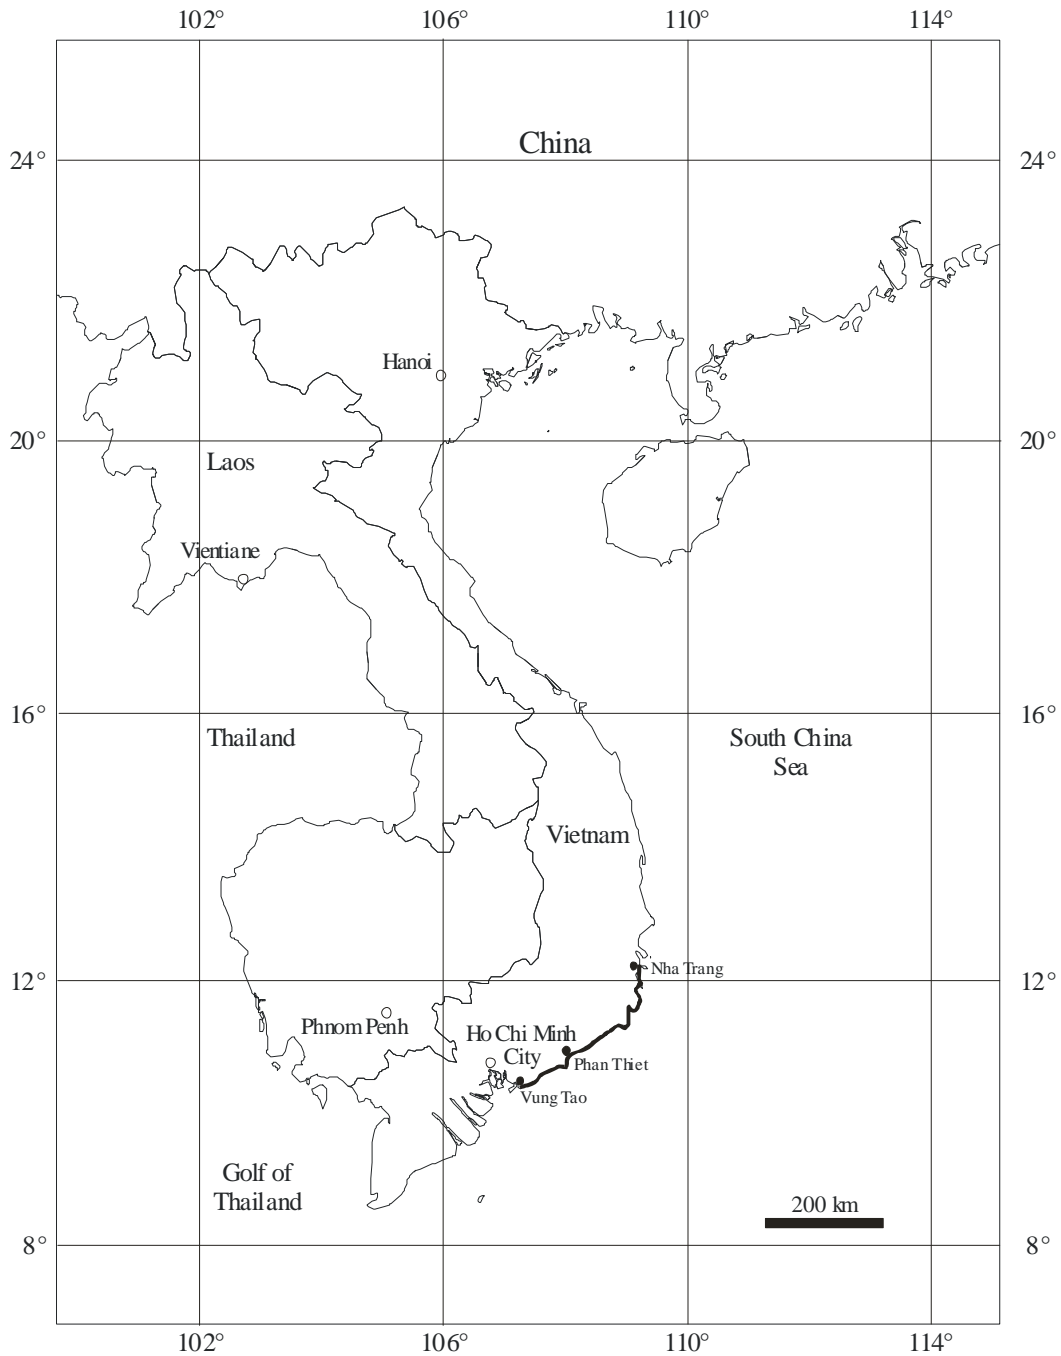 102° 106° 110° 114°
China
24° 24°
Hanoi
20° 20°
Laos
Vientiane
16° 16°
Thailand
South China
Sea
Vietnam
Nha Trang
12° 12°
Phnom Penh
Ho Chi Minh
City
Phan Thiet
Vung Tao
Golf of
Thailand
200 km
8° 8°
102° 106° 110° 114°